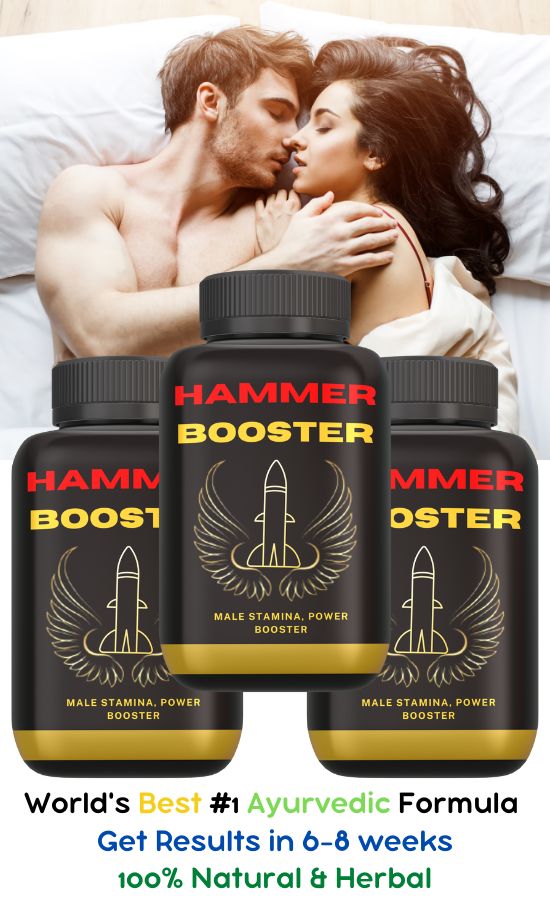 HAMMER
BOOSTER
MALE STAMINA, POWER
BOOSTER
HAMM
BOOST
MALE STAMINA, POWER
BOOSTER
MMER
OSTER
MALE STAMINA, POWER
BOOSTER
World's Best #1 Ayurvedic Formula
Get Results in 6-8 weeks
100% Natural & Herbal